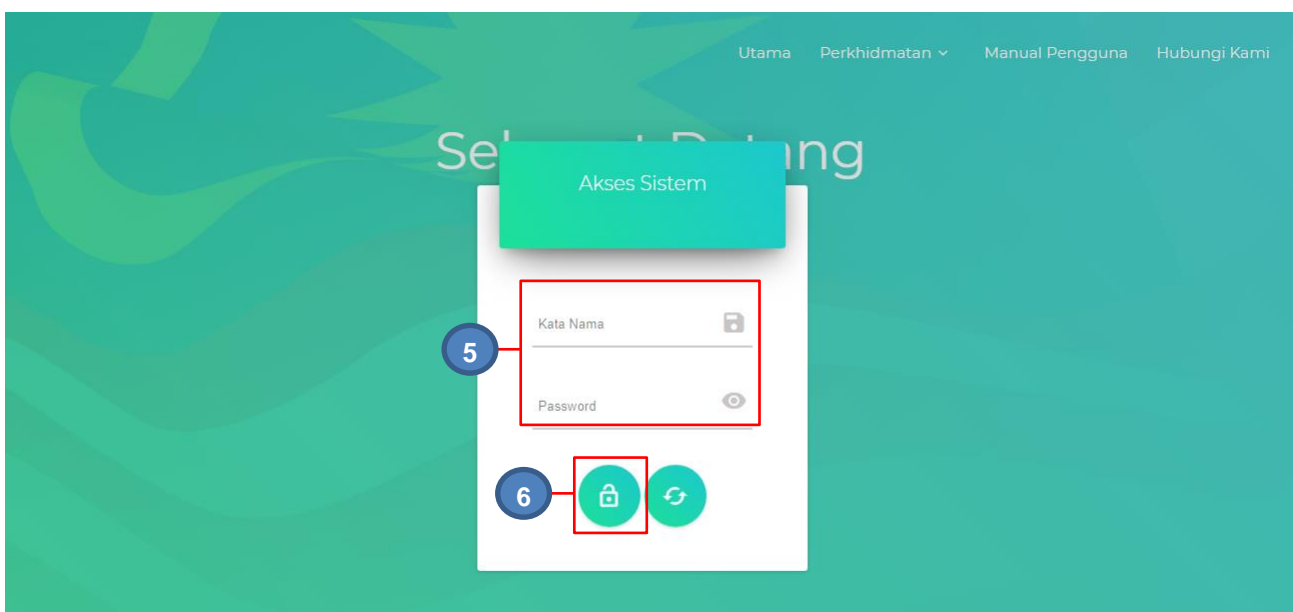 Utama Perkhidmatan Manual Pengguna Hubungi Kami
Akses Sistem
Kata Nama
5
Password
6